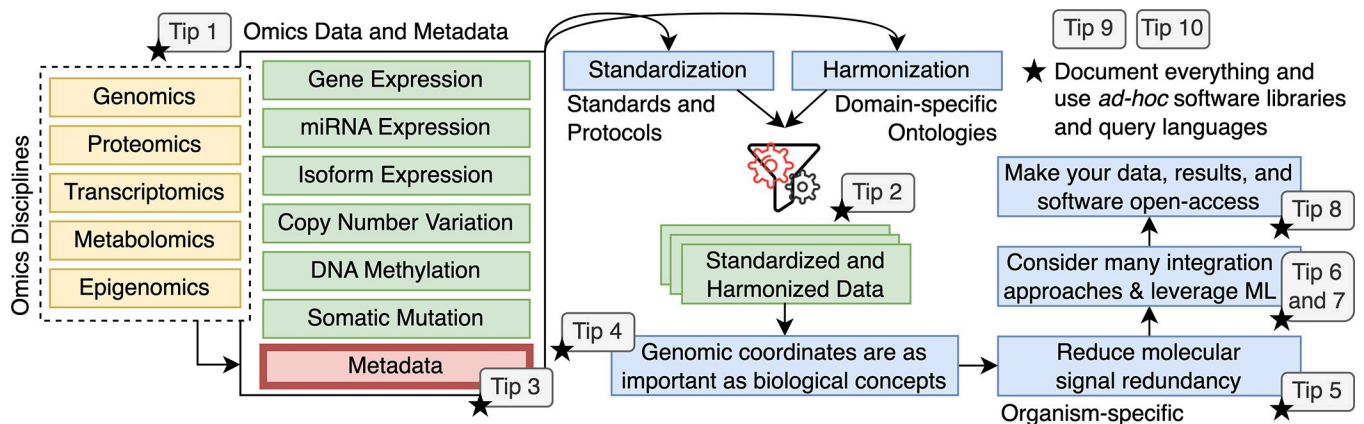 Tip 1
Omics Data and Metadata
Omics Disciplines
Genomics
Proteomics
Transcriptomics
Metabolomics
Epigenomics
Gene Expression
miRNA Expression
Isoform Expression
Copy Number Variation
DNA Methylation
Somatic Mutation
Metadata
Tip 3
Standardization
Standards and
Protocols
Harmonization
Domain-specific
Ontologies
Tip 2
Standardized and
Harmonized Data
Tip 4
Genomic coordinates are as
important as biological concepts
Tip 9
Tip 10
Document everything and
use ad-hoc software libraries
and query languages
Make your data, results, and
software open-access
Tip 8
Consider many integration
approaches & leverage ML
Tip 6
and 7
Reduce molecular
signal redundancy
Tip 5
Organism-specific